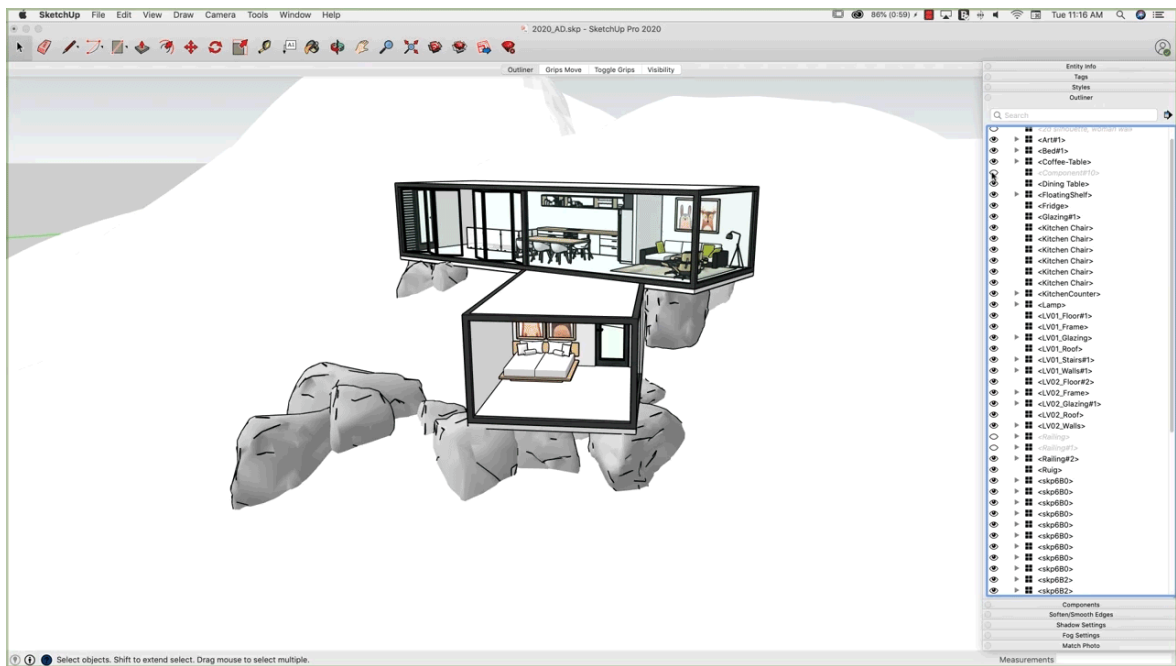 SketchUp File Edit View Draw Camera Tools Window Help 86% (0:59) Tue 11:16 AM
2020_AD.skp - SketchUp Pro 2020
Outliner Grips Move Toggle Grips Visibility
Entity Info
Tags
Styles
Outliner
Search
<2d silhouette, woman walk
<Art#1>
<Bed#1>
<Coffee-Table>
<Component#10>
<Dining Table>
<FloatingShelf>
<Fridge>
<Glazing#1>
<Kitchen Chair>
<Kitchen Chair>
<Kitchen Chair>
<Kitchen Chair>
<Kitchen Chair>
<Kitchen Chair>
<KitchenCounter>
<Lamp>
<LV01_Floor#1>
<LV01_Frame>
<LV01_Glazing>
<LV01_Roof>
<LV01_Stairs#1>
<LV01_Walls#1>
<LV02_Floor#2>
<LV02_Frame>
<LV02_Glazing#1>
<LV02_Roof>
<LV02_Walls>
<Railing>
<Railing#1>
<Railing#2>
<Ruig>
<skp6B0>
<skp6B0>
<skp6B0>
<skp6B0>
<skp6B0>
<skp6B0>
<skp6B0>
<skp6B0>
<skp6B0>
<skp6B2>
<skp6B2>
Components
Soften/Smooth Edges
Shadow Settings
Fog Settings
Match Photo
Select objects. Shift to extend select. Drag mouse to select multiple.
Measurements